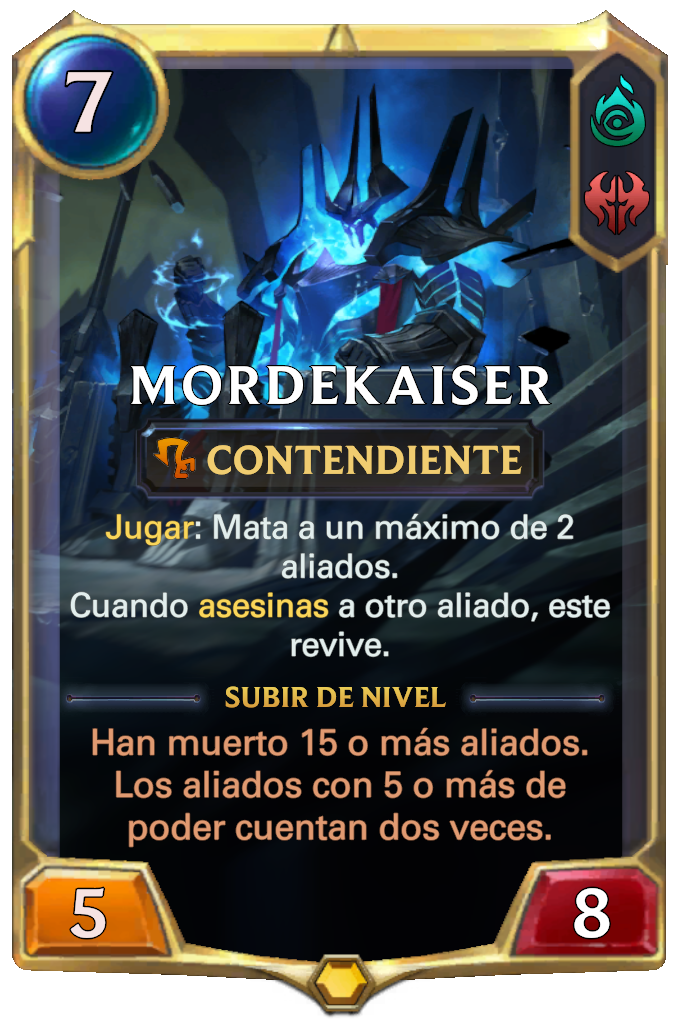 7
MORDEKAISER
CONTENDIENTE
Jugar: Mata a un máximo de 2
aliados.
Cuando asesinas a otro aliado, este
revive.
SUBIR DE NIVEL
Han muerto 15 o más aliados.
Los aliados con 5 o más de
poder cuentan dos veces.
5
8